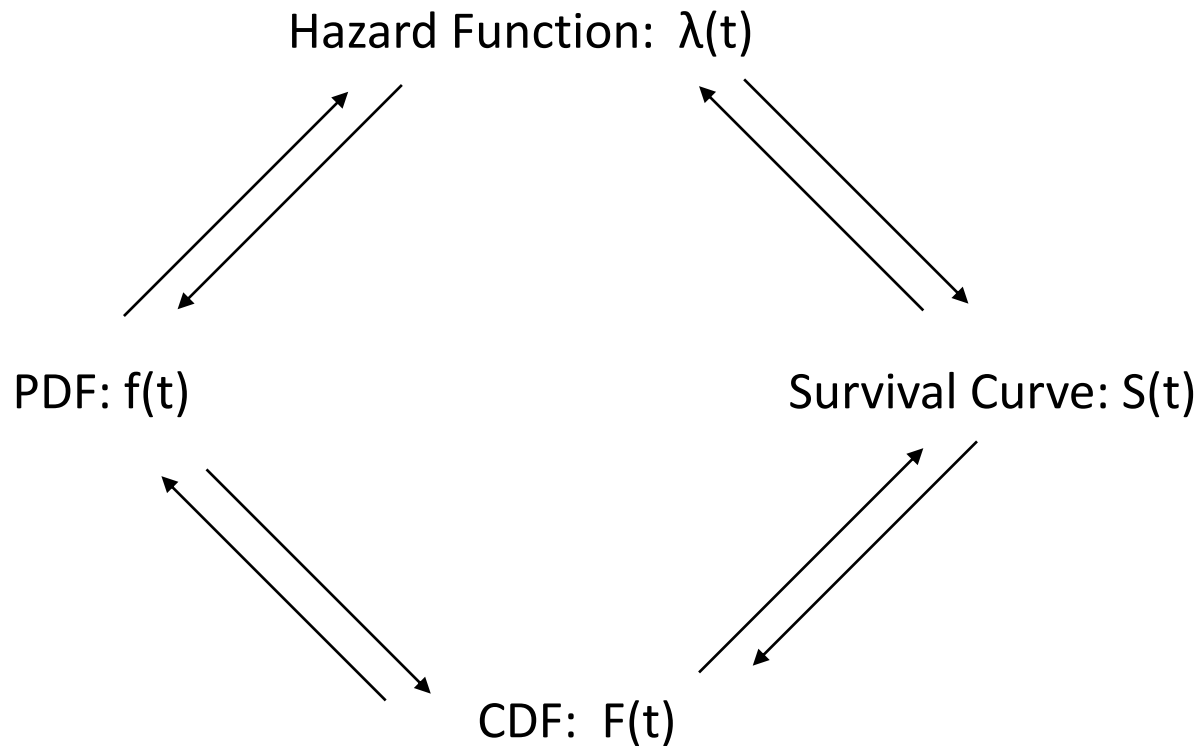 Hazard Function: λ(t)
PDF: f(t)
Survival Curve: S(t)
CDF: F(t)